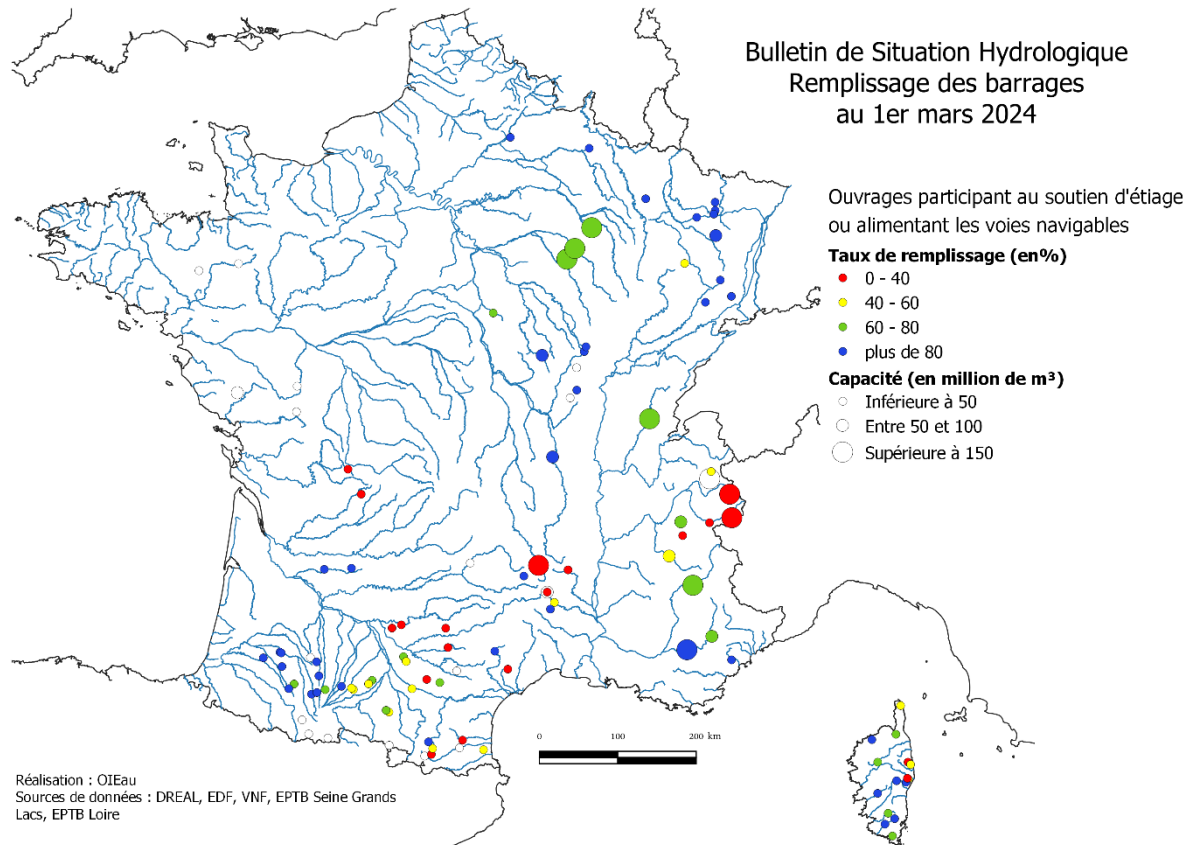 Bulletin de Situation Hydrologique
Remplissage des barrages
au 1er mars 2024
Ouvrages participant au soutien d'étiage
ou alimentant les voies navigables
Taux de remplissage (en%)
0 - 40
40 - 60
60 - 80
plus de 80
Capacité (en million de m³)
Inférieure à 50
Entre 50 et 100
Supérieure à 150
0 100 200 km
Réalisation : OIEau
Sources de données : DREAL, EDF, VNF, EPTB Seine Grands
Lacs, EPTB Loire